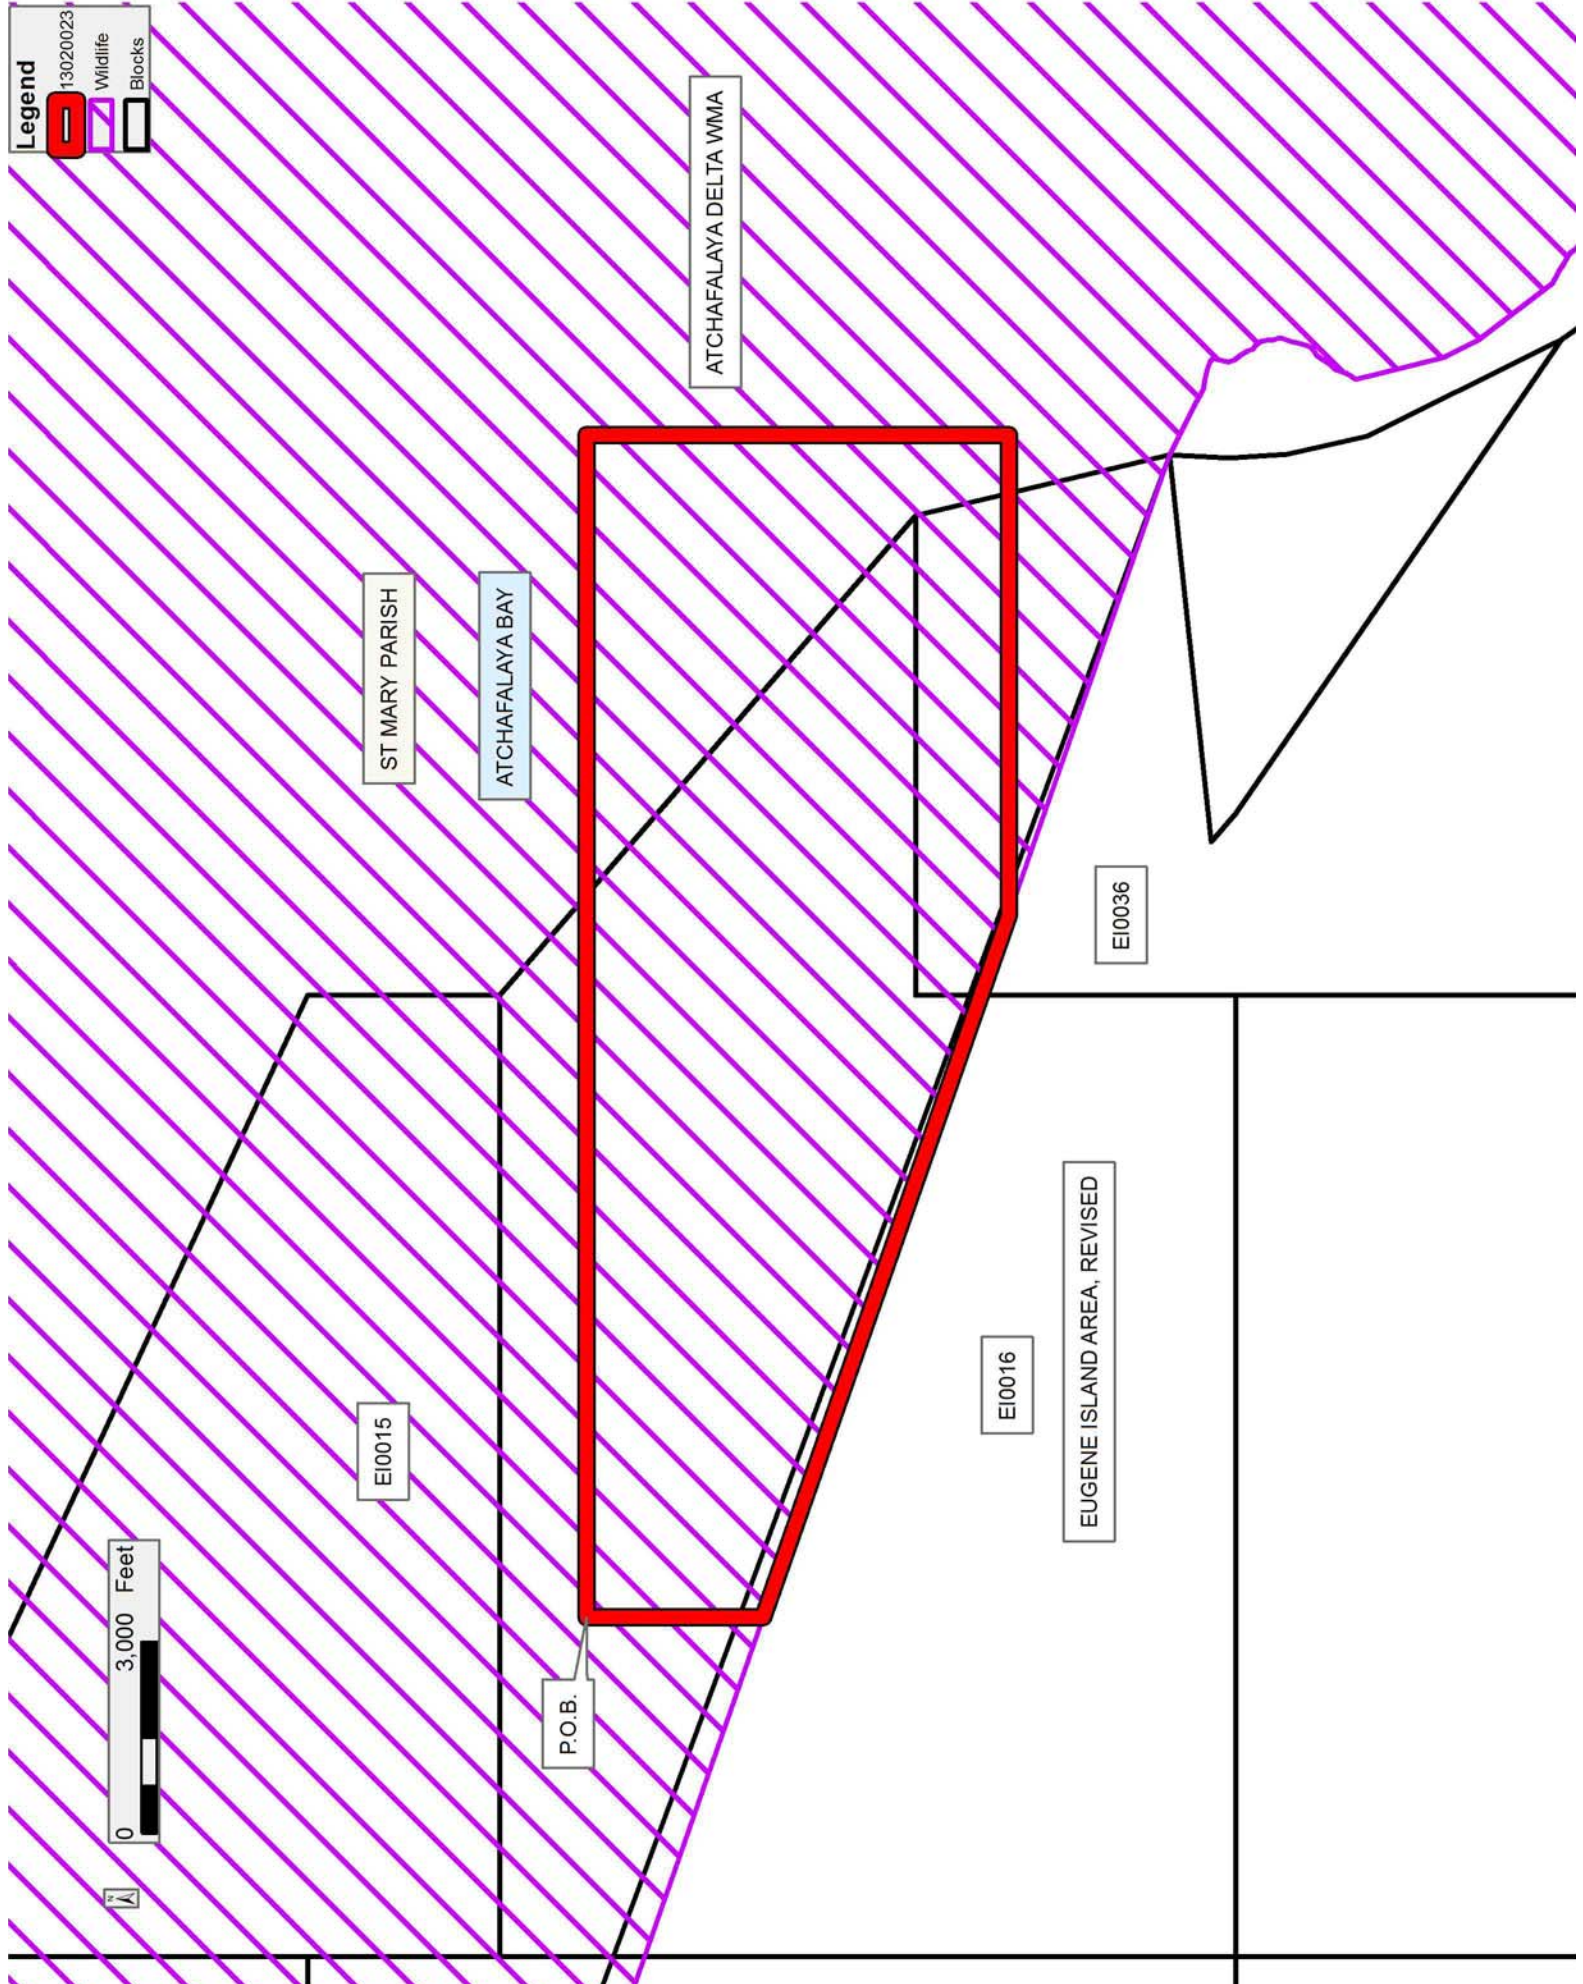 Legend
13020023
Wildlife
Blocks
ATCHAFALAYA DELTA WMA
ST MARY PARISH
ATCHAFALAYA BAY
EI0036
EI0015
EI0016
EUGENE ISLAND AREA, REVISED
P.O.B.
0 3,000 Feet
N